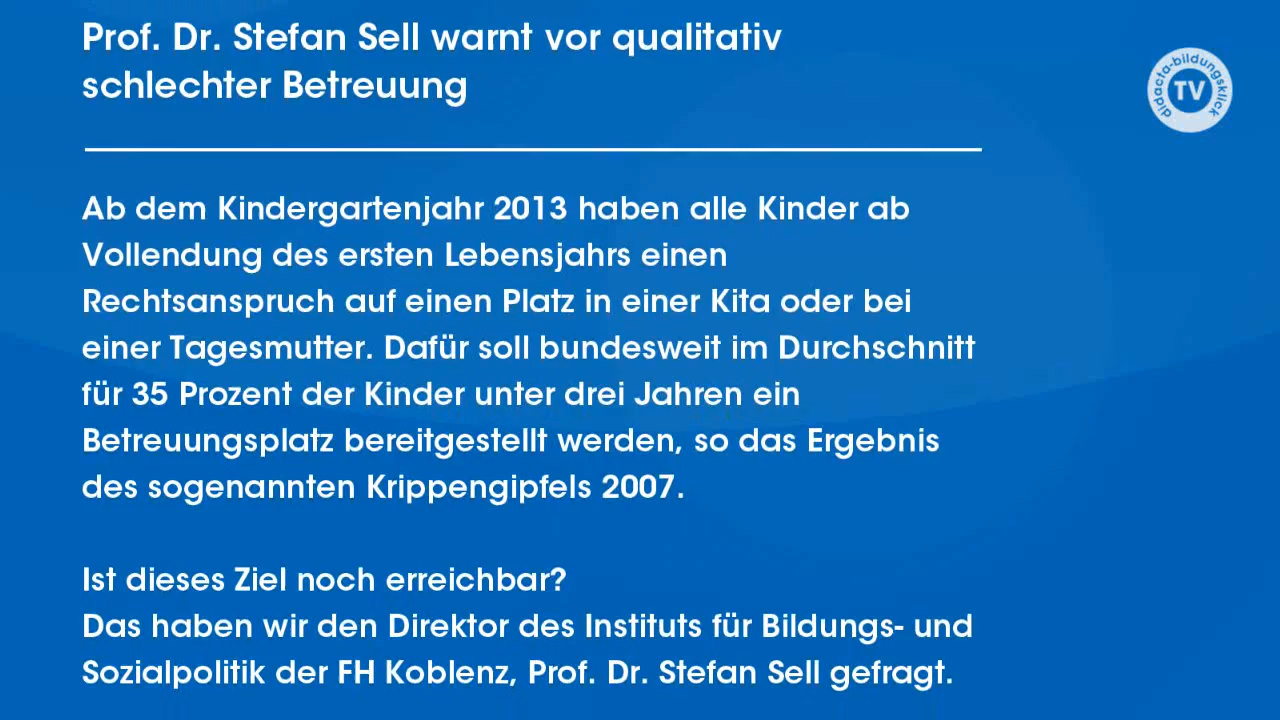 Prof. Dr. Stefan Sell warnt vor qualitativ
schlechter Betreuung
didacta-bildungsklick
TV
Ab dem Kindergartenjahr 2013 haben alle Kinder ab
Vollendung des ersten Lebensjahrs einen
Rechtsanspruch auf einen Platz in einer Kita oder bei
einer Tagesmutter. Dafür soll bundesweit im Durchschnitt
für 35 Prozent der Kinder unter drei Jahren ein
Betreuungsplatz bereitgestellt werden, so das Ergebnis
des sogenannten Krippengipfels 2007.
Ist dieses Ziel noch erreichbar?
Das haben wir den Direktor des Instituts für Bildungs- und
Sozialpolitik der FH Koblenz, Prof. Dr. Stefan Sell gefragt.